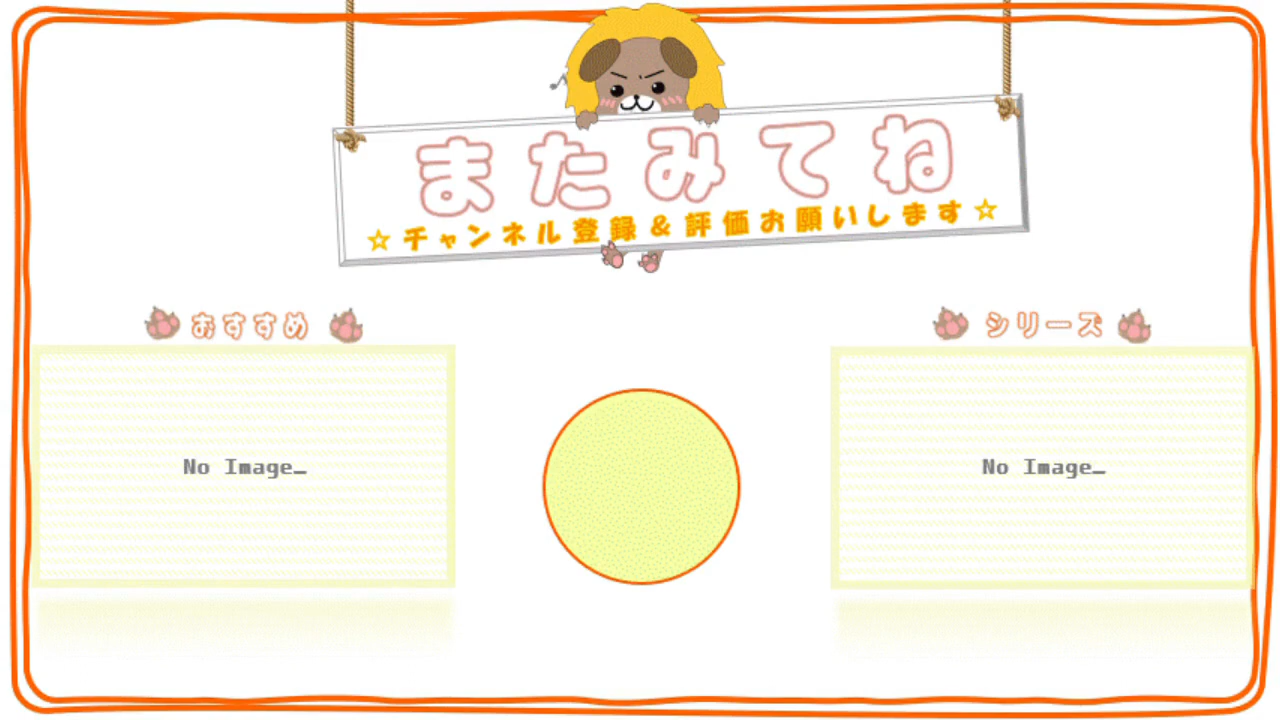 またみてね
☆チャンネル登録＆評価お願いします☆
おすすめ
シリーズ
No Image_
No Image_